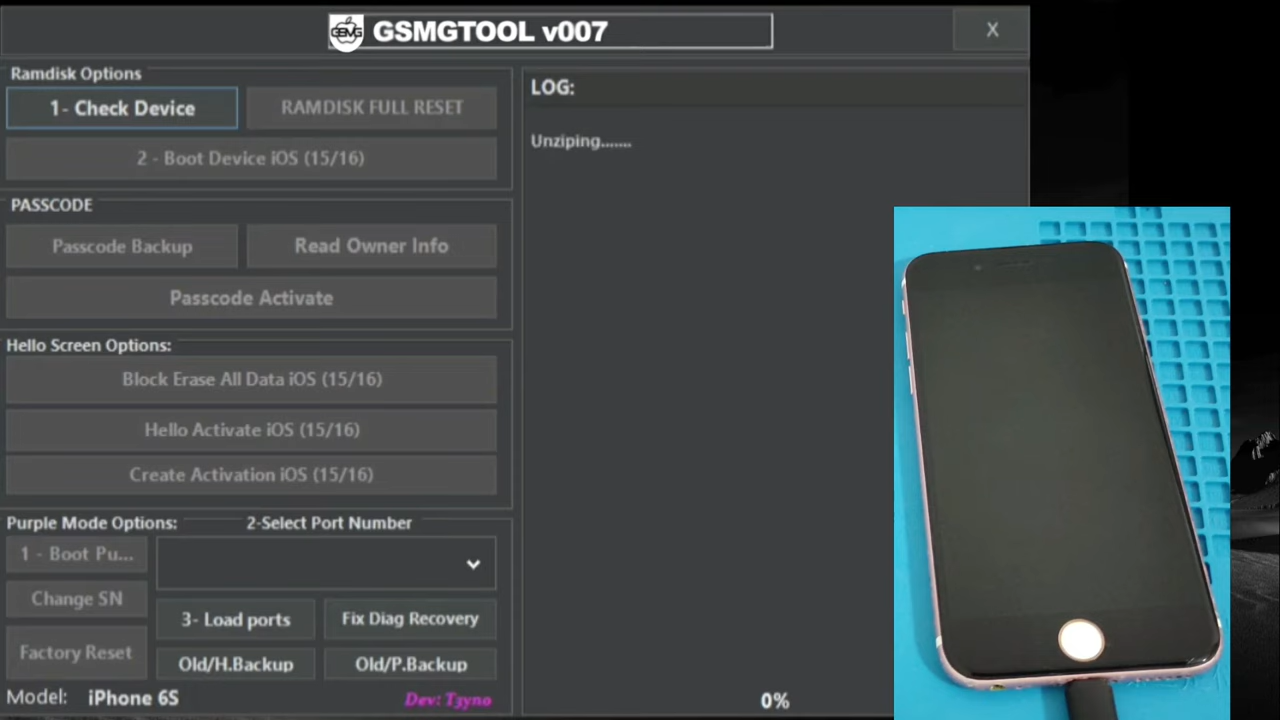 GSMG
GSMGTOOL v007
X
Ramdisk Options
1- Check Device
RAMDISK FULL RESET
2 - Boot Device iOS (15/16)
PASSCODE
Passcode Backup
Read Owner Info
Passcode Activate
Hello Screen Options:
Block Erase All Data iOS (15/16)
Hello Activate iOS (15/16)
Create Activation iOS (15/16)
Purple Mode Options:
2-Select Port Number
1 - Boot Pu...
Change SN
3- Load ports
Fix Diag Recovery
Factory Reset
Old/H.Backup
Old/P.Backup
Model: iPhone 6S
Dev: T3yno
LOG:
Unziping.......
0%